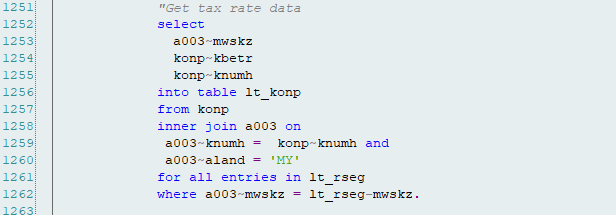 1251 "Get tax rate data
1252 select
1253 a003~mwskz
1254 konp~kbetr
1255 konp~knumh
1256 into table lt_konp
1257 from konp
1258 inner join a003 on
1259 a003~knumh =  konp~knumh and
1260 a003~aland = 'MY'
1261 for all entries in lt_rseg
1262 where a003~mwskz = lt_rseg-mwskz.
1263